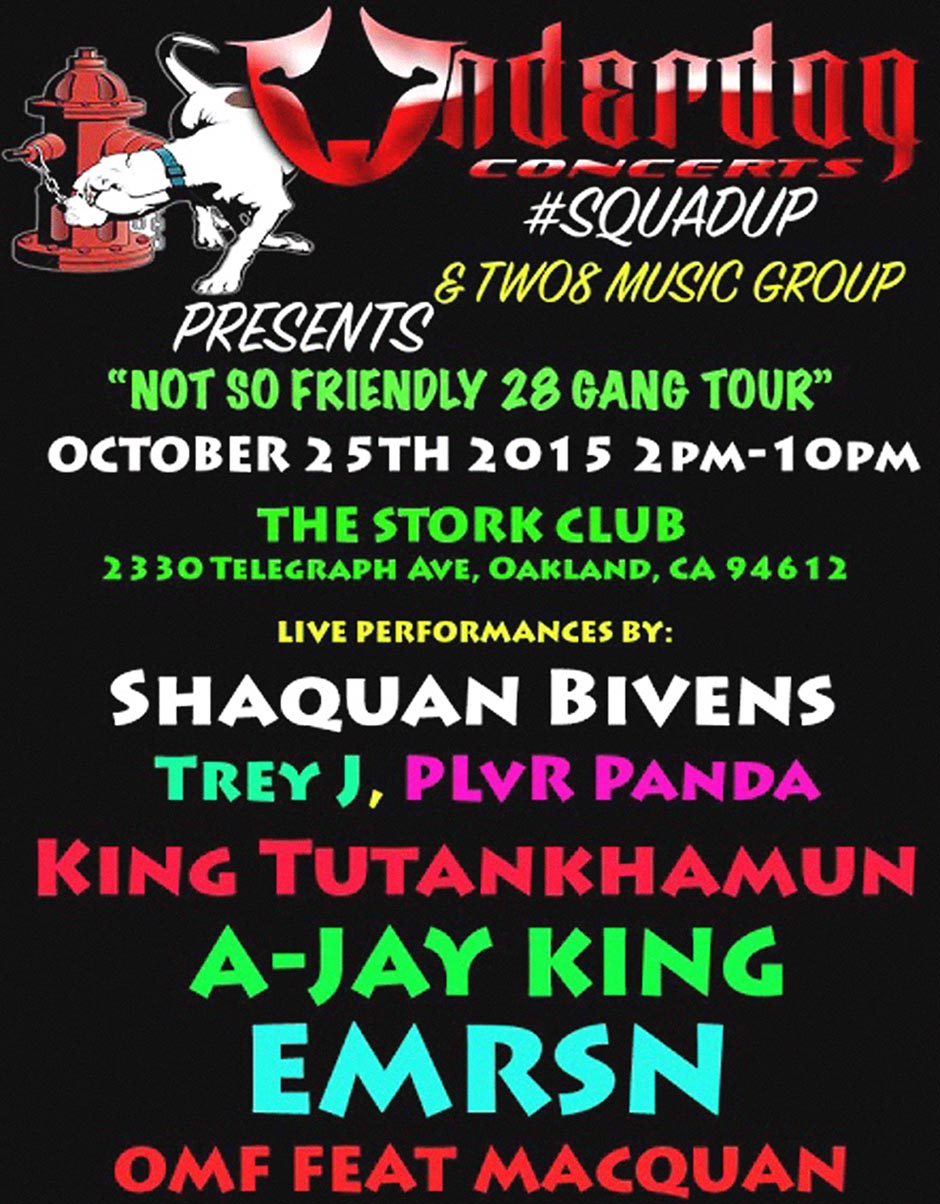 Underdog
CONCERTS
#SQUADUP
& TWO8 MUSIC GROUP
PRESENTS
“NOT SO FRIENDLY 28 GANG TOUR”
OCTOBER 25TH 2015 2PM-10PM
THE STORK CLUB
2330 TELEGRAPH AVE, OAKLAND, CA 94612
LIVE PERFORMANCES BY:
SHAQUAN BIVENS
TREY J, PLVR PANDA
KING TUTANKHAMUN
A-JAY KING
EMRSN
OMF FEAT MACQUAN